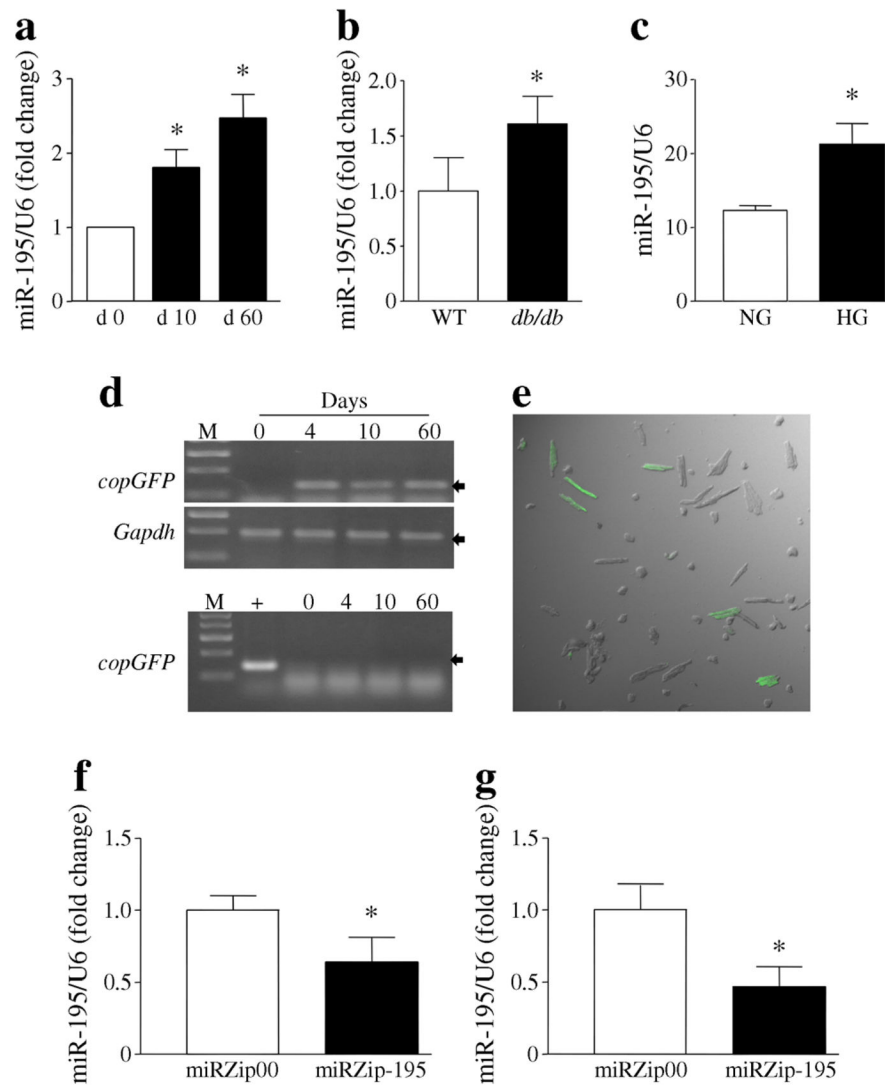 a
miR-195/U6 (fold change)
3
2
1
0
*
*
d 0 d 10 d 60
b
miR-195/U6 (fold change)
2.0
1.5
1.0
0.5
0.0
*
WT db/db
c
miR-195/U6
30
20
10
0
*
NG HG
d
Days
M 0 4 10 60
copGFP
Gapdh
M + 0 4 10 60
copGFP
e
f
miR-195/U6 (fold change)
1.5
1.0
0.5
0
*
miRZip00 miRZip-195
g
miR-195/U6 (fold change)
1.5
1.0
0.5
0
*
miRZip00 miRZip-195